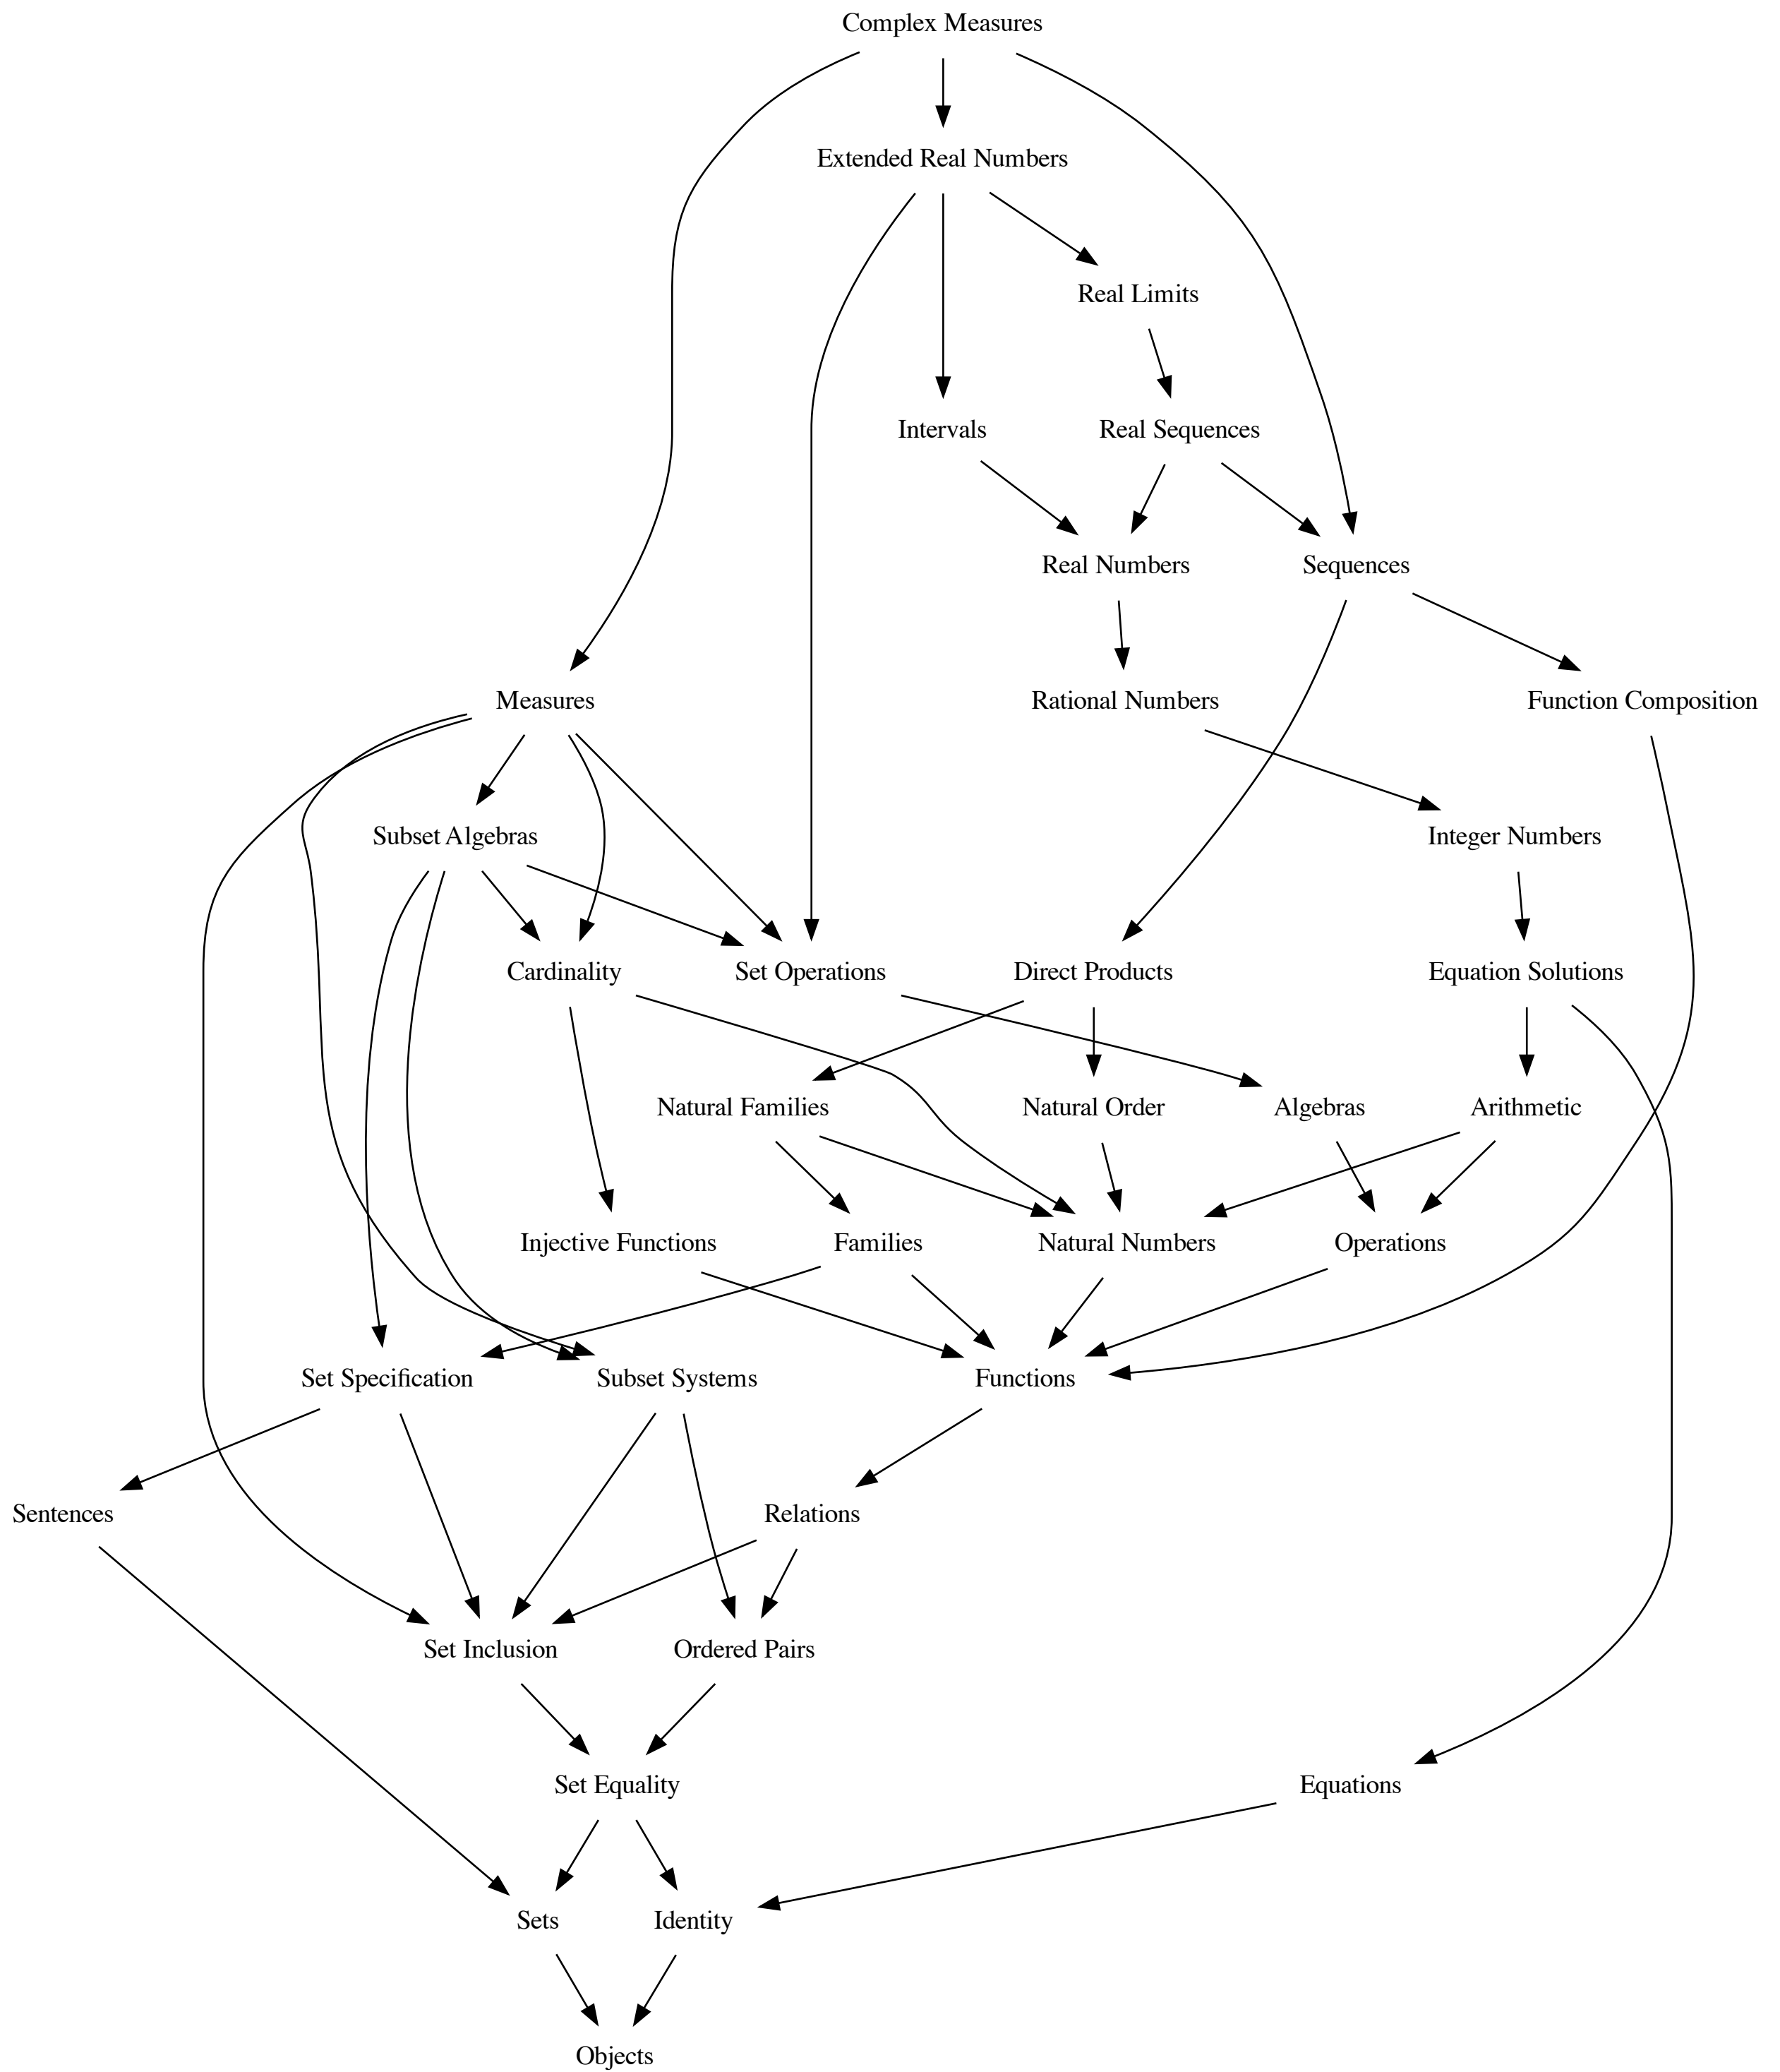 Complex Measures
Extended Real Numbers
Real Limits
Intervals
Real Sequences
Real Numbers
Sequences
Measures
Rational Numbers
Function Composition
Subset Algebras
Integer Numbers
Cardinality
Set Operations
Direct Products
Equation Solutions
Natural Families
Natural Order
Algebras
Arithmetic
Injective Functions
Families
Natural Numbers
Operations
Set Specification
Subset Systems
Functions
Sentences
Relations
Set Inclusion
Ordered Pairs
Set Equality
Equations
Sets
Identity
Objects